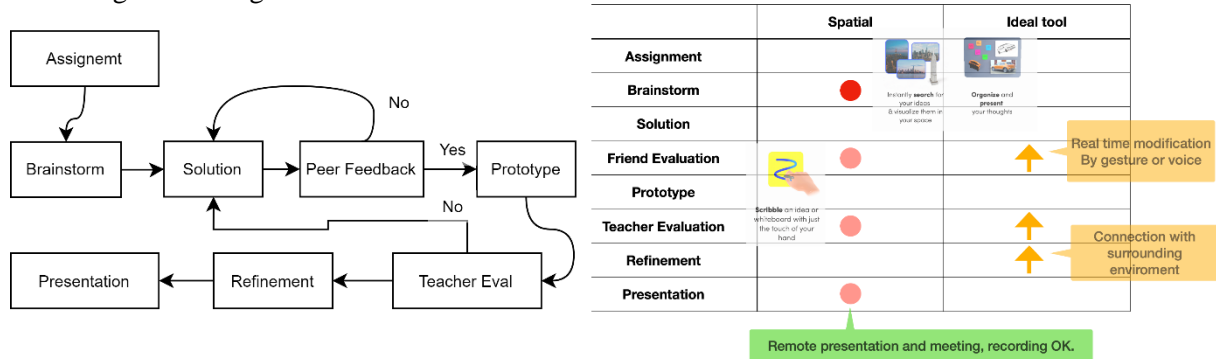 Assignemt
No
Brainstorm
Solution
Peer Feedback
Yes
Prototype
No
Presentation
Refinement
Teacher Eval
Spatial
Ideal tool
Assignment
Brainstorm
Instantly search for
your ideas
& visualize them in
your space
Organize and
present
your thoughts
Solution
Friend Evaluation
Real time modification
By gesture or voice
Prototype
Scribble an idea or
whiteboard with just
the touch of your
hand
Teacher Evaluation
Refinement
Connection with
surrounding
enviroment
Presentation
Remote presentation and meeting, recording OK.